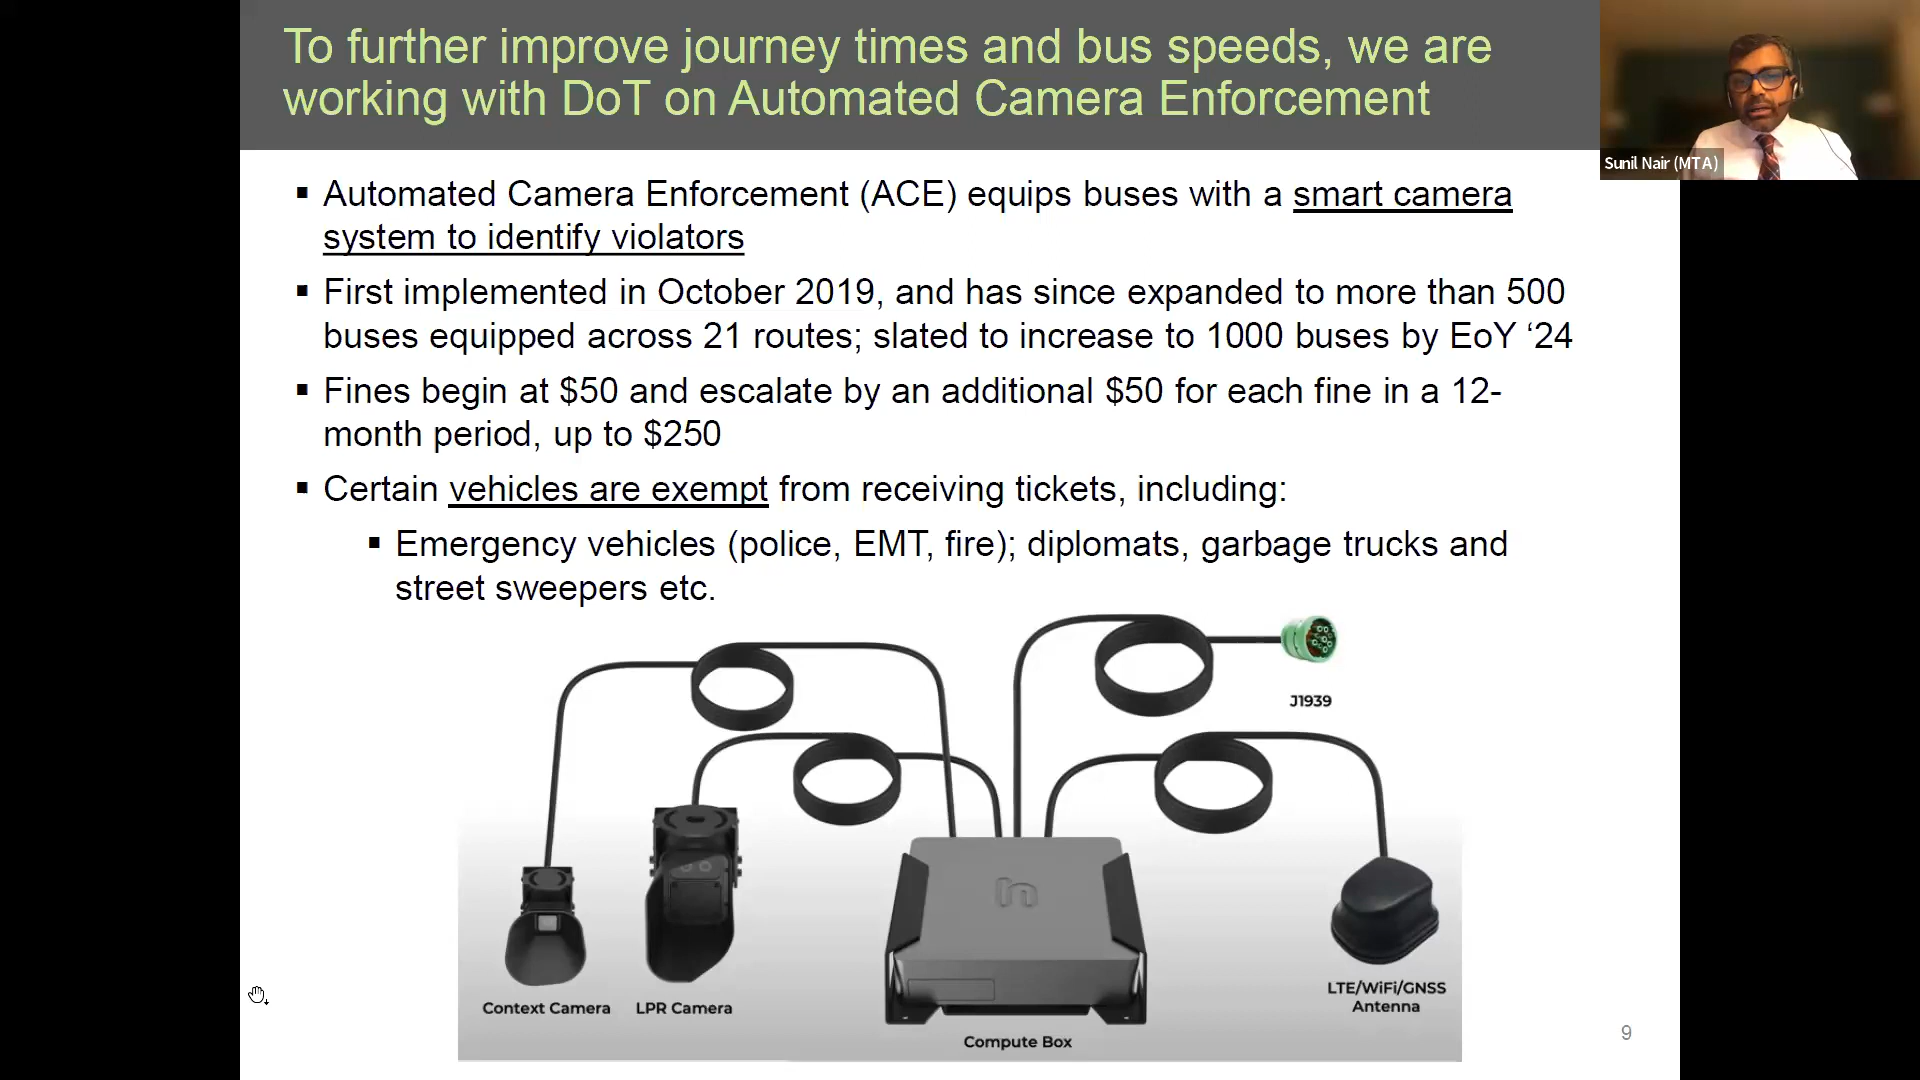 To further improve journey times and bus speeds, we are
working with DoT on Automated Camera Enforcement
Sunil Nair (MTA)
▪ Automated Camera Enforcement (ACE) equips buses with a smart camera
system to identify violators
▪ First implemented in October 2019, and has since expanded to more than 500
buses equipped across 21 routes; slated to increase to 1000 buses by EoY ‘24
▪ Fines begin at $50 and escalate by an additional $50 for each fine in a 12-
month period, up to $250
▪ Certain vehicles are exempt from receiving tickets, including:
▪ Emergency vehicles (police, EMT, fire); diplomats, garbage trucks and
street sweepers etc.
J1939
Context Camera
LPR Camera
Compute Box
LTE/WiFi/GNSS
Antenna
9